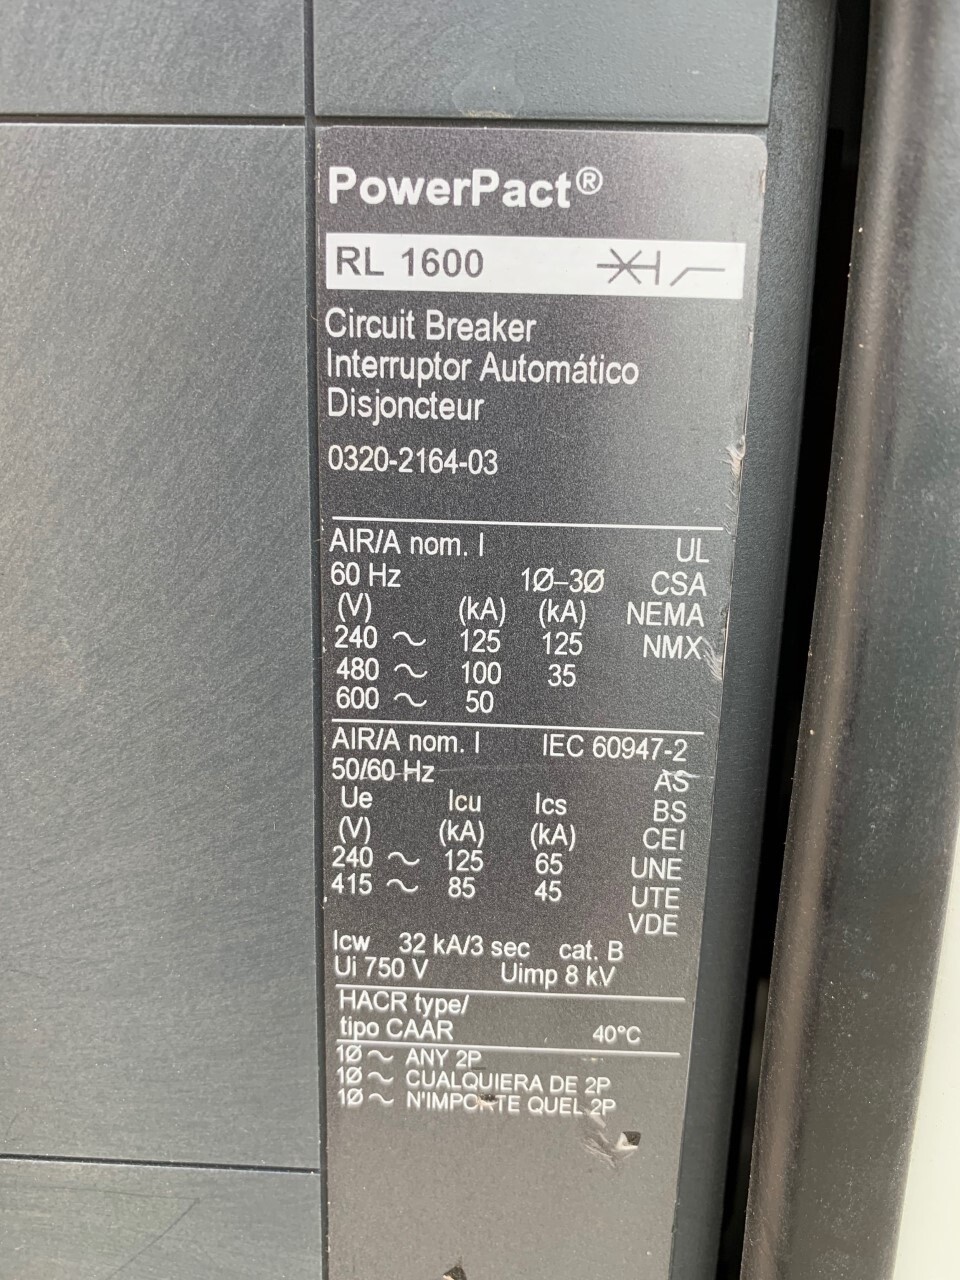 PowerPact®
RL 1600
Circuit Breaker
Interruptor Automático
Disjoncteur
0320-2164-03
AIR/A nom. I UL
60 Hz 1Ø–3Ø CSA
(V) (kA) (kA) NEMA
240 ~ 125 125 NMX
480 ~ 100 35
600 ~ 50
AIR/A nom. I IEC 60947-2
50/60 Hz AS
Ue Icu Ics BS
(V) (kA) (kA) CEI
240 ~ 125 65 UNE
415 ~ 85 45 UTE
VDE
Icw 32 kA/3 sec cat. B
Ui 750 V Uimp 8 kV
HACR type/
tipo CAAR 40°C
1Ø ~ ANY 2P
1Ø ~ CUALQUIERA DE 2P
1Ø ~ N'IMPORTE QUEL 2P